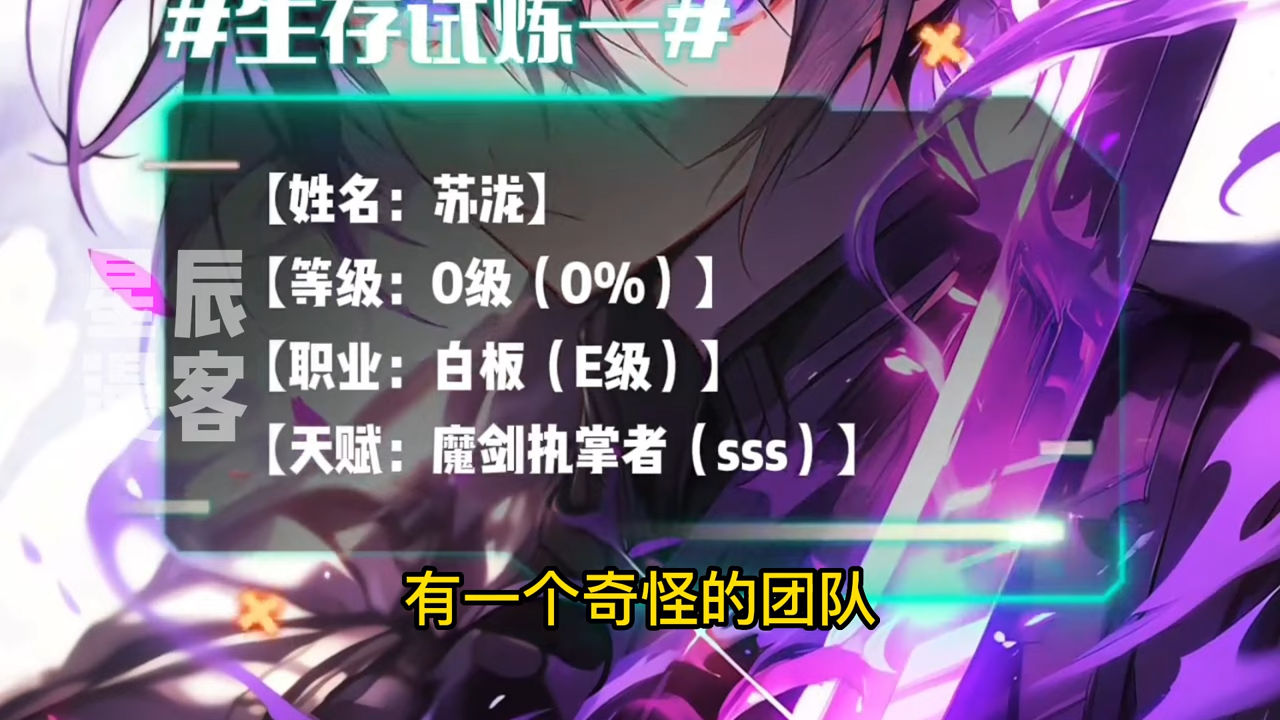 #生存试炼一#
【姓名：苏泷】
【等级：0级（0%）】
【职业：白板（E级）】
【天赋：魔剑执掌者（sss）】
星辰
漫客
有一个奇怪的团队